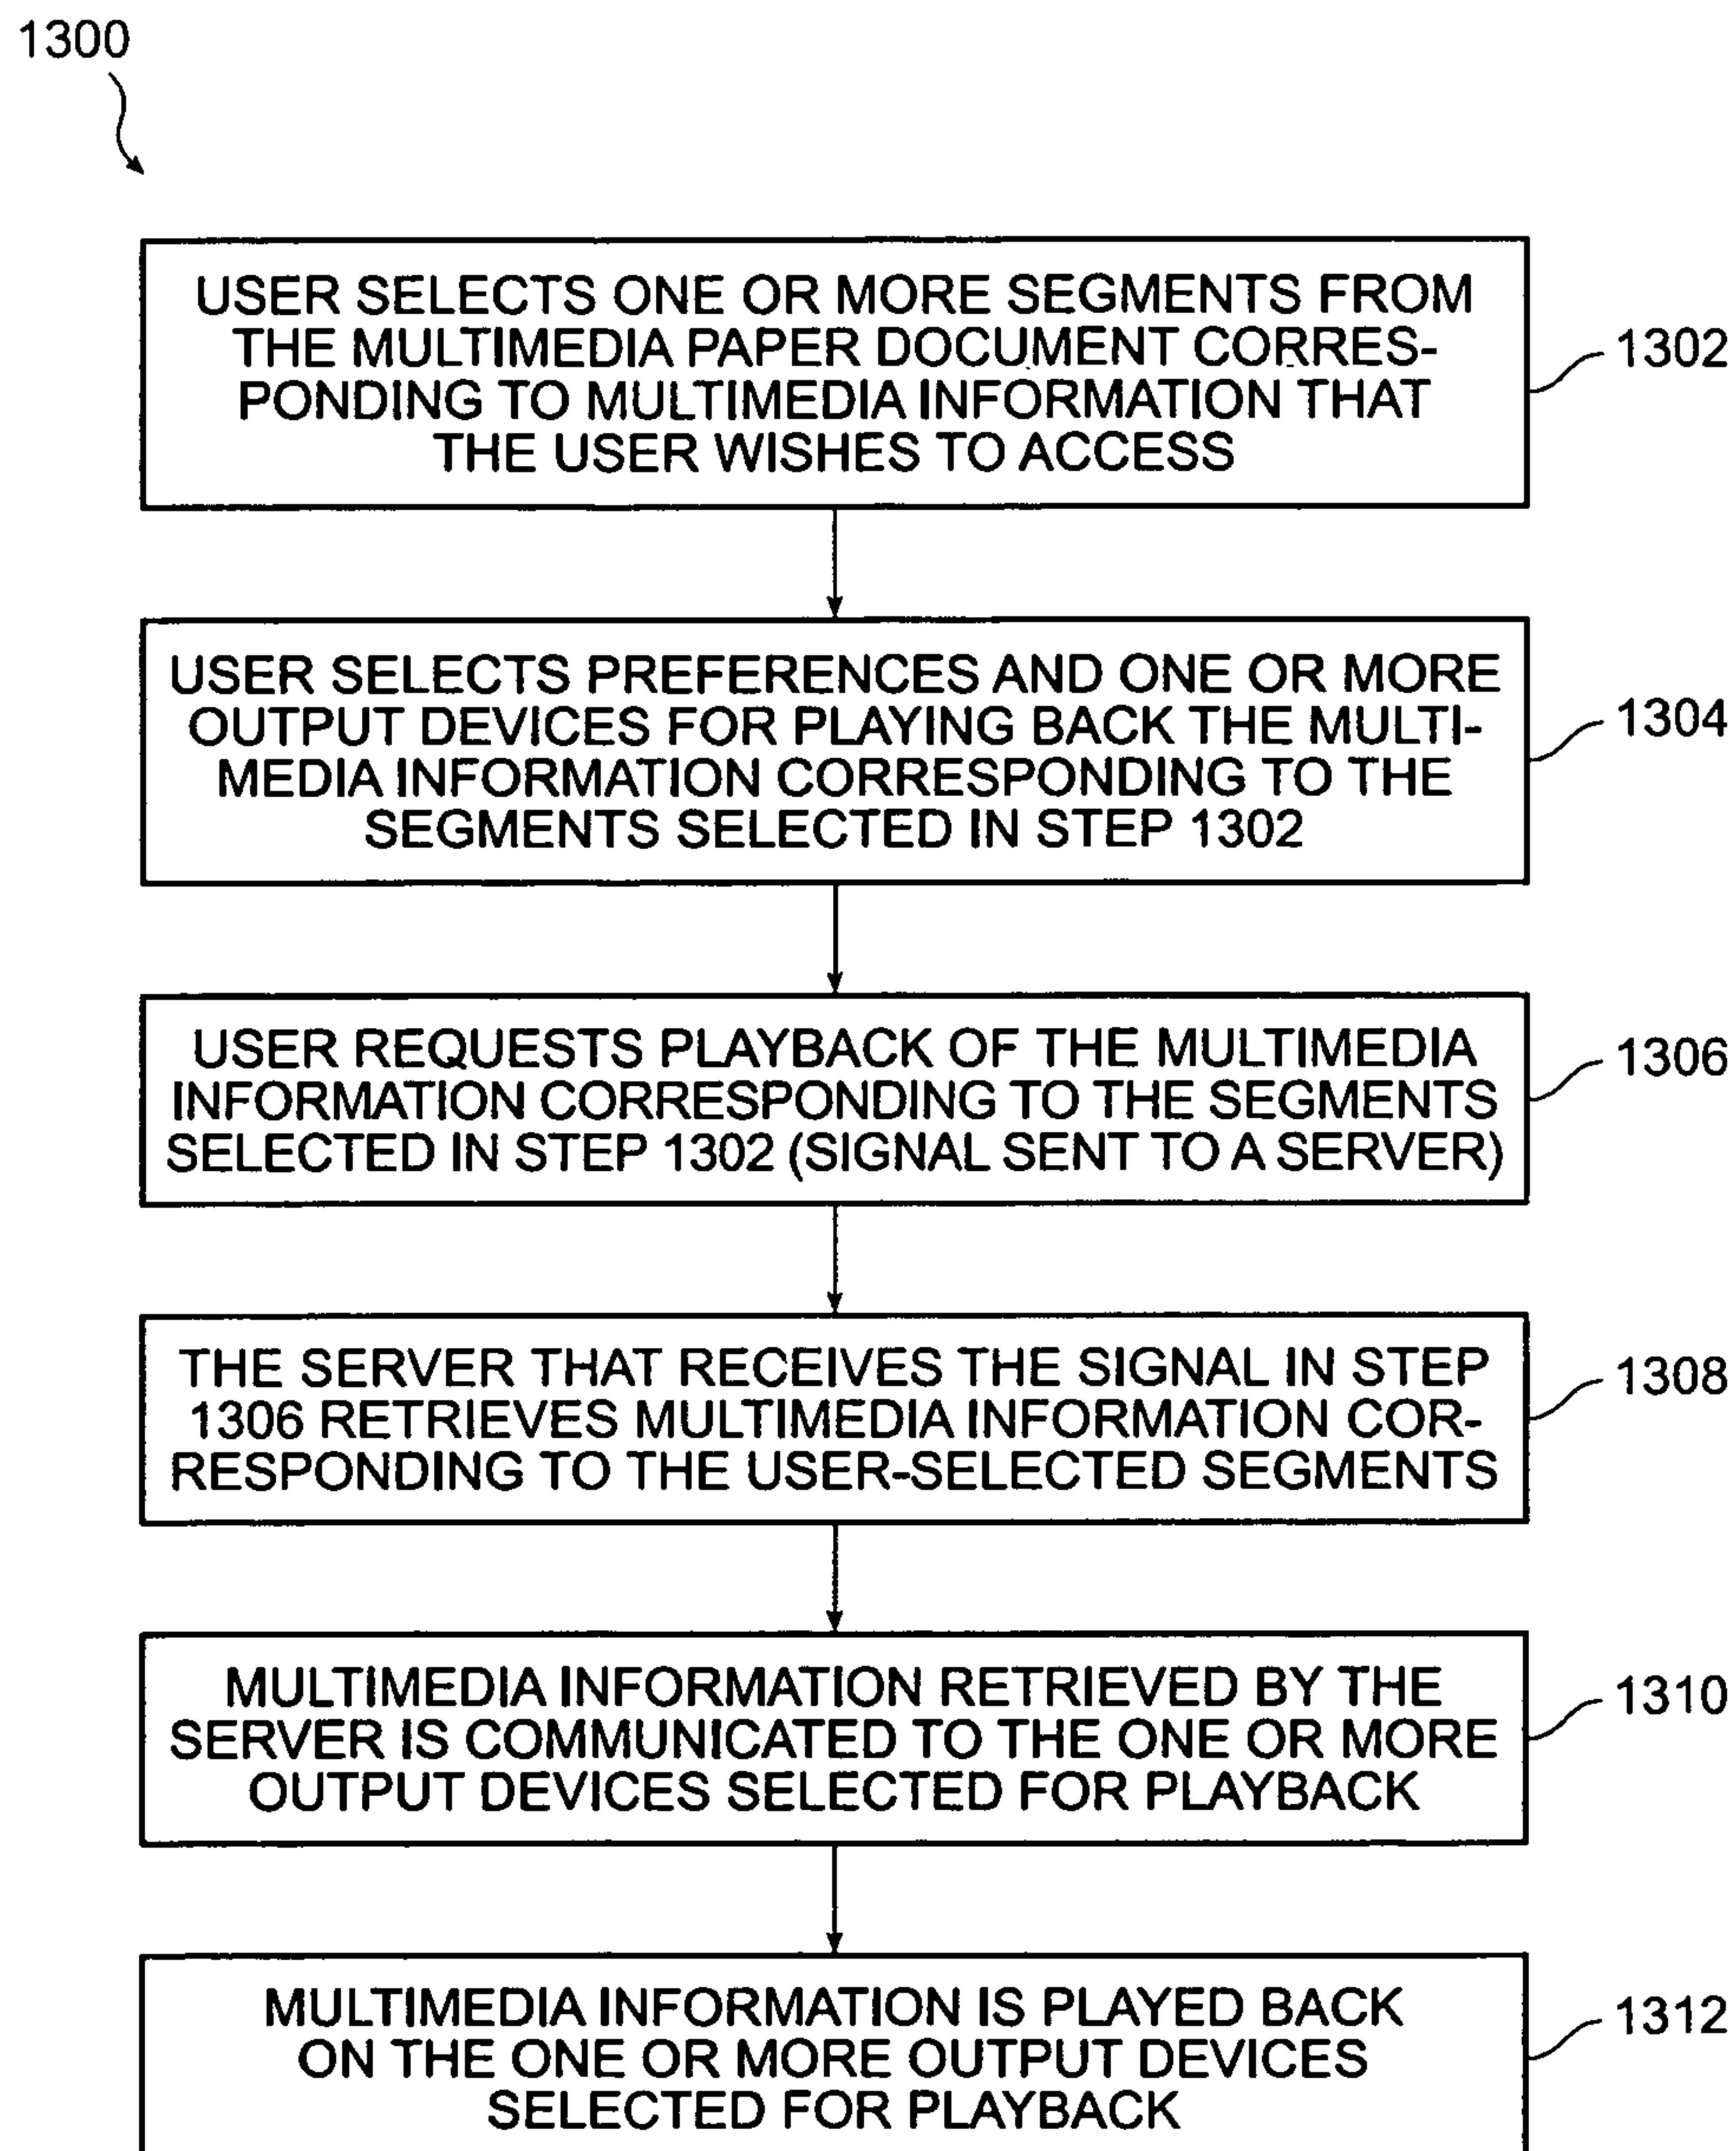 1300
USER SELECTS ONE OR MORE SEGMENTS FROM
THE MULTIMEDIA PAPER DOCUMENT CORRES-
PONDING TO MULTIMEDIA INFORMATION THAT
THE USER WISHES TO ACCESS
1302
USER SELECTS PREFERENCES AND ONE OR MORE
OUTPUT DEVICES FOR PLAYING BACK THE MULTI-
MEDIA INFORMATION CORRESPONDING TO THE
SEGMENTS SELECTED IN STEP 1302
1304
USER REQUESTS PLAYBACK OF THE MULTIMEDIA
INFORMATION CORRESPONDING TO THE SEGMENTS
SELECTED IN STEP 1302 (SIGNAL SENT TO A SERVER)
1306
THE SERVER THAT RECEIVES THE SIGNAL IN STEP
1306 RETRIEVES MULTIMEDIA INFORMATION COR-
RESPONDING TO THE USER-SELECTED SEGMENTS
1308
MULTIMEDIA INFORMATION RETRIEVED BY THE
SERVER IS COMMUNICATED TO THE ONE OR MORE
OUTPUT DEVICES SELECTED FOR PLAYBACK
1310
MULTIMEDIA INFORMATION IS PLAYED BACK
ON THE ONE OR MORE OUTPUT DEVICES
SELECTED FOR PLAYBACK
1312